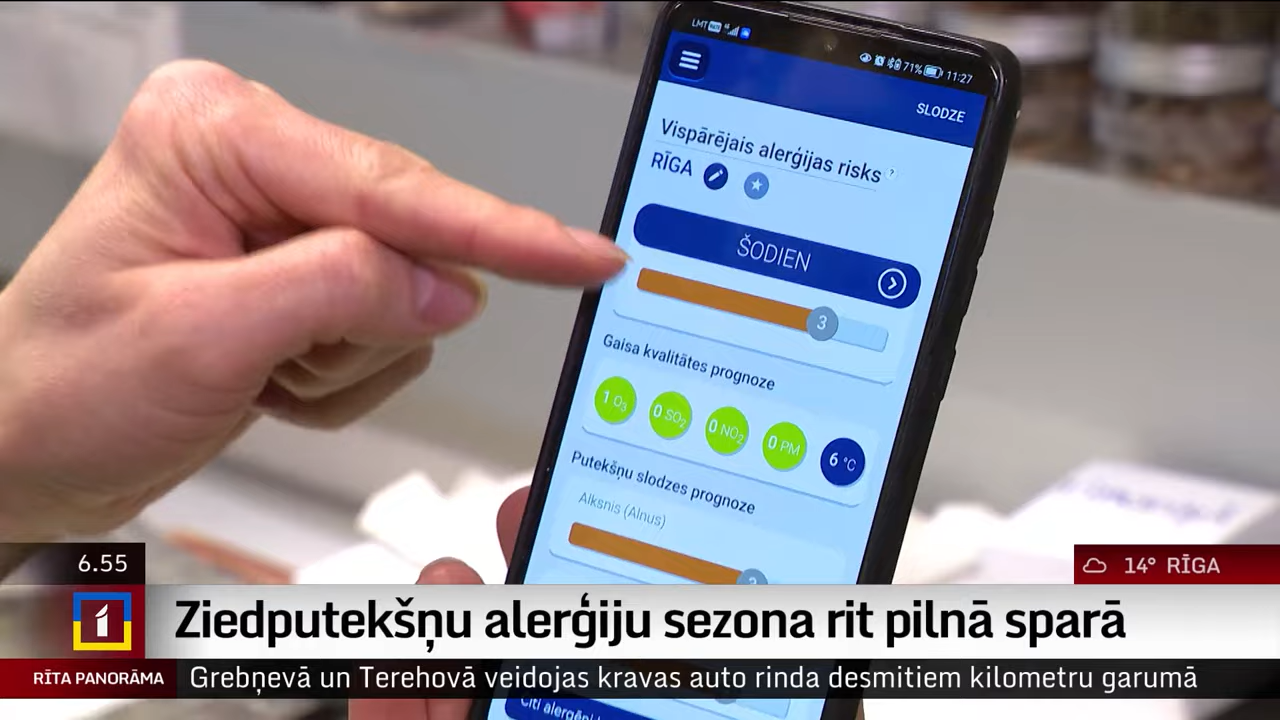 LMT
71% 11:27
SLODZE
Vispārējais alerģijas risks ?
RĪGA
ŠODIEN
3
Gaisa kvalitātes prognoze
1 O₃ 0 SO₂ 0 NO₂ 0 PM 6 °C
Putekšņu slodzes prognoze
Alksnis (Alnus)
6.55
14° RĪGA
1
Ziedputekšņu alerģiju sezona rit pilnā sparā
RĪTA PANORĀMA
Grebņevā un Terehovā veidojas kravas auto rinda desmitiem kilometru garumā